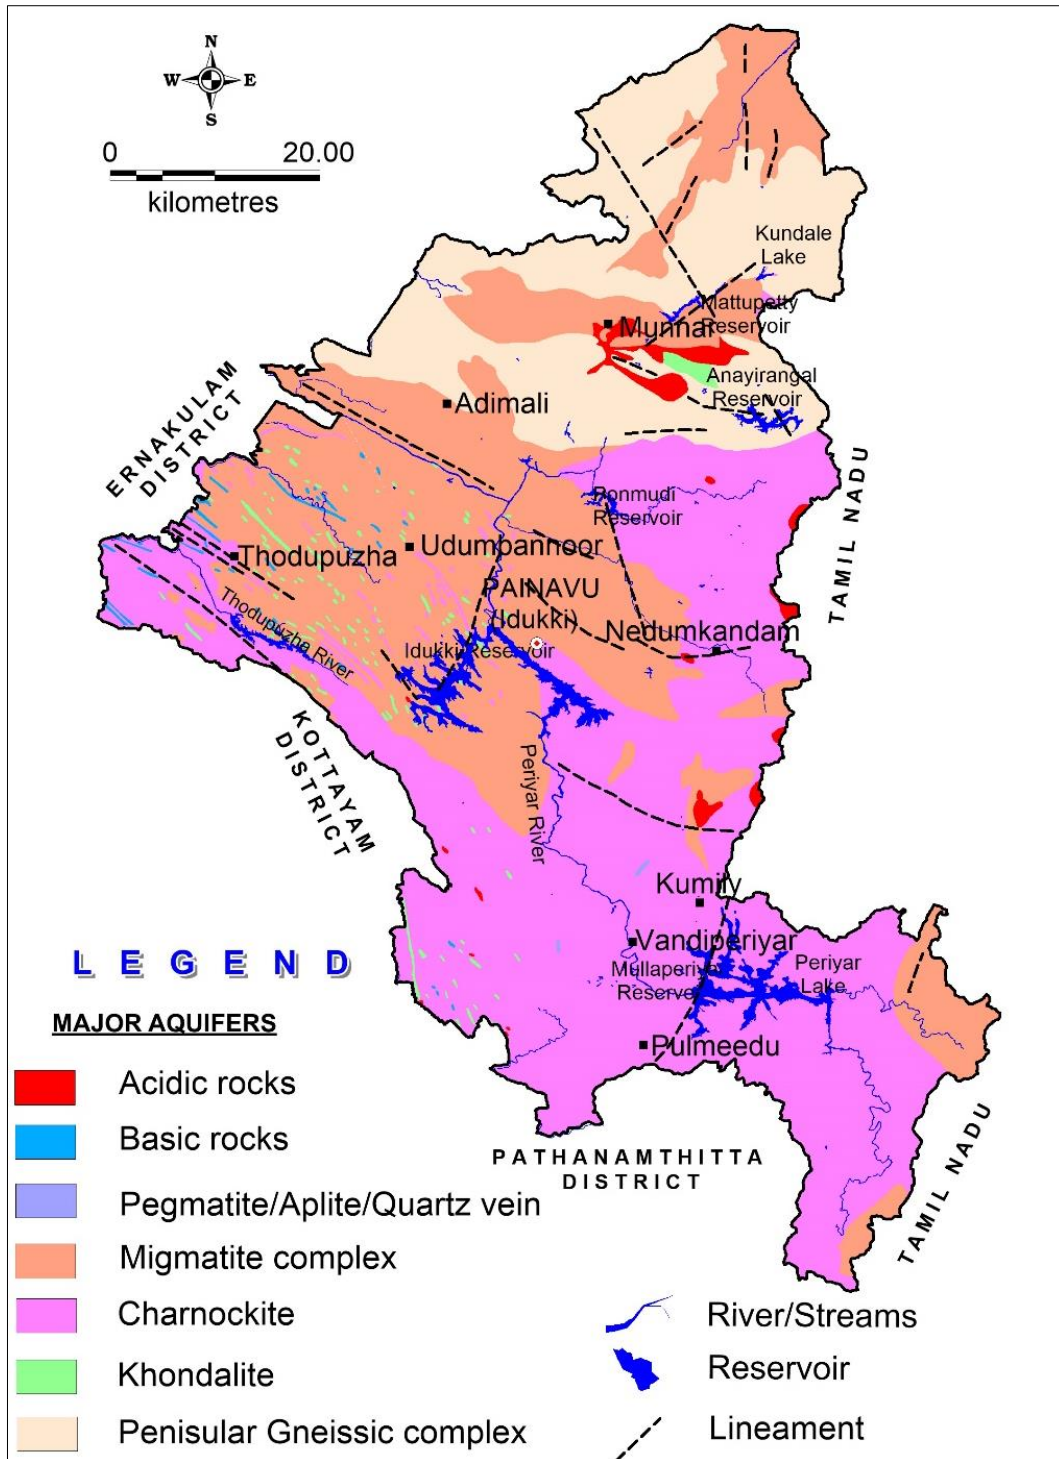 N
W E
S
0 20.00
kilometres
Kundale
Lake
Mattupetty
Reservoir
Munnar
Anayirangal
Reservoir
Adimali
ERNAKULAM
DISTRICT
TAMIL NADU
Ponmudi
Reservoir
Udumpannoor
Thodupuzha
PAINAVU
(Idukki)
Thodupuzha River
Nedumkandam
Idukki Reservoir
KOTTAYAM
DISTRICT
Periyar River
Kumily
Vandiperiyar
Mullaperiyar
Reservoir
Periyar
Lake
Pulmeedu
PATHANAMTHITTA
DISTRICT
TAMIL NADU
LEGEND
MAJOR AQUIFERS
Acidic rocks
Basic rocks
Pegmatite/Aplite/Quartz vein
Migmatite complex
Charnockite
Khondalite
Penisular Gneissic complex
River/Streams
Reservoir
Lineament